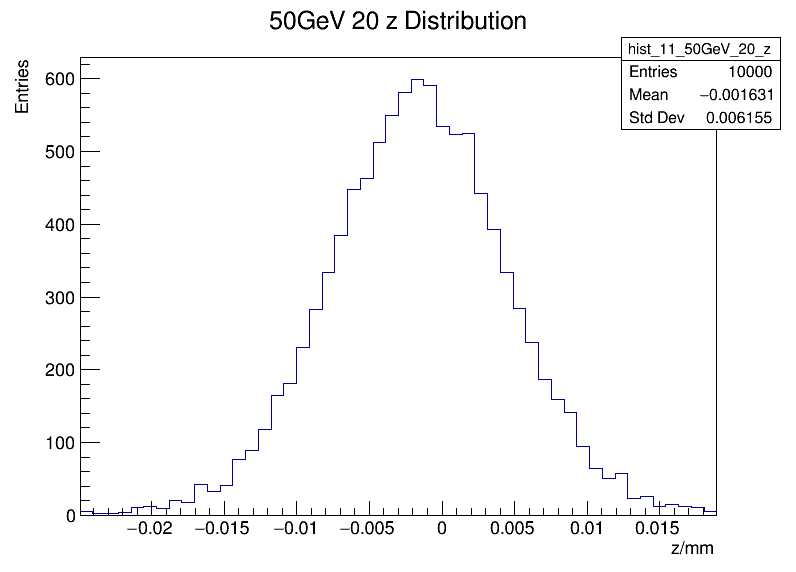 50GeV 20 z Distribution
hist_11_50GeV_20_z
Entries 10000
Mean −0.001631
Std Dev 0.006155
Entries
600
500
400
300
200
100
0
−0.02 −0.015 −0.01 −0.005 0 0.005 0.01 0.015
z/mm